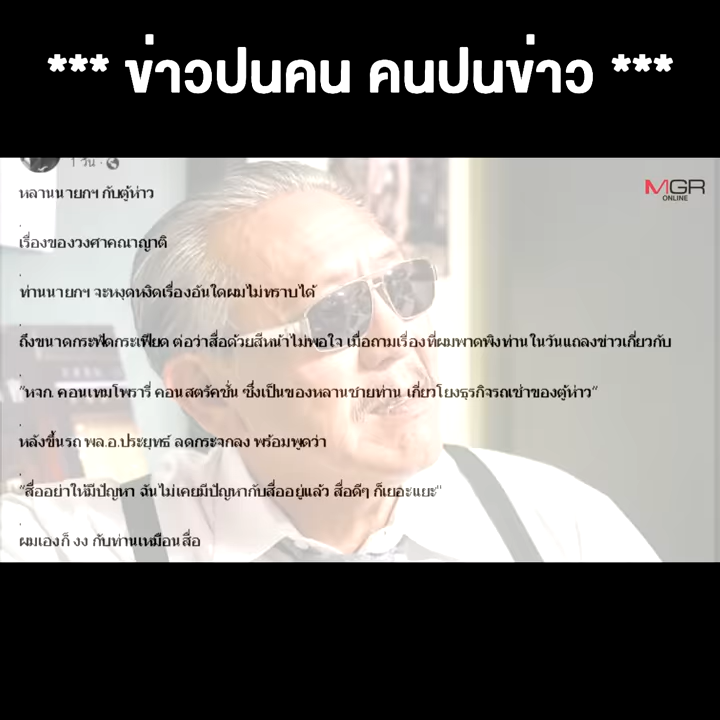 *** ข่าวปนคน คนปนข่าว ***
1 วัน ·
MGR
ONLINE
หลานนายกฯ กับตู้ห่าว
.
เรื่องของวงศาคณาญาติ
.
ท่านนายกฯ จะหงุดหงิดเรื่องอันใดผมไม่ทราบได้
.
ถึงขนาดกระฟัดกระเฟียด ต่อว่าสื่อด้วยสีหน้าไม่พอใจ เมื่อถามเรื่องที่ผมพาดพิงท่านในวันแถลงข่าวเกี่ยวกับ
.
“หจก. คอนเทมโพรารี่ คอนสตรัคชั่น ซึ่งเป็นของหลานชายท่าน เกี่ยวโยงธุรกิจรถเช่าของตู้ห่าว”
.
หลังขึ้นรถ พล.อ.ประยุทธ์ ลดกระจกลง พร้อมพูดว่า
.
“สื่ออย่าให้มีปัญหา ฉันไม่เคยมีปัญหากับสื่ออยู่แล้ว สื่อดีๆ ก็เยอะแยะ"
.
ผมเองก็ งง กับท่านเหมือนสื่อ